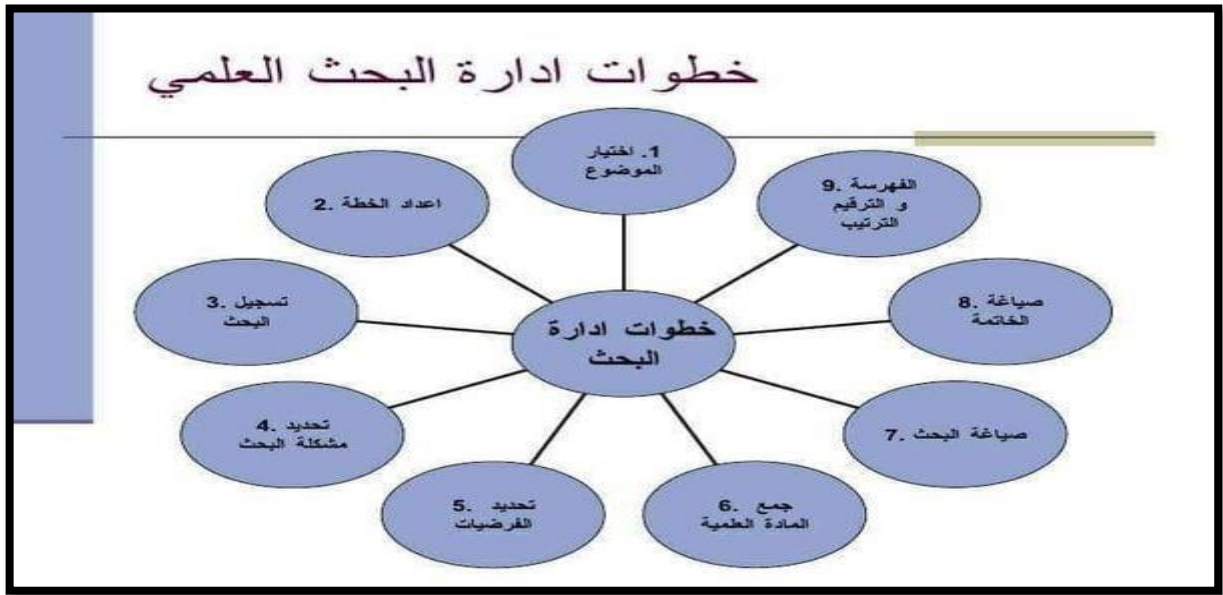 خطوات ادارة البحث العلمي
1. اختيار
الموضوع
2. اعداد الخطة
3. تسجيل
البحث
4. تحديد
مشكلة البحث
5. تحديد
الفرضيات
6. جمع
المادة العلمية
7. صياغة البحث
8. صياغة
الخاتمة
9. الفهرسة
و الترقيم
الترتيب
خطوات ادارة
البحث